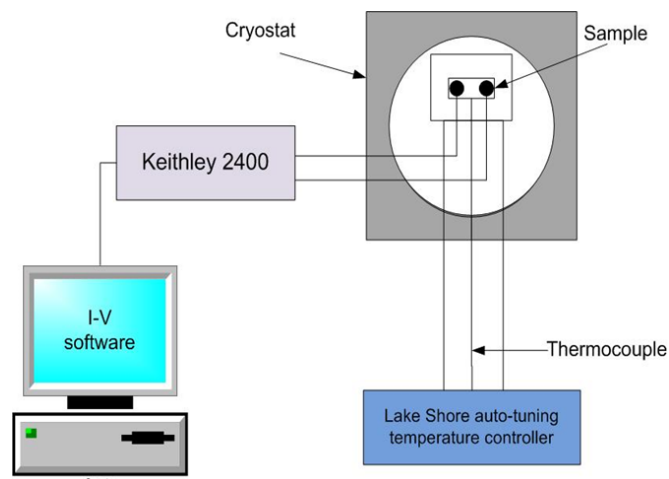 Cryostat
Sample
Keithley 2400
I-V
software
Thermocouple
Lake Shore auto-tuning
temperature controller